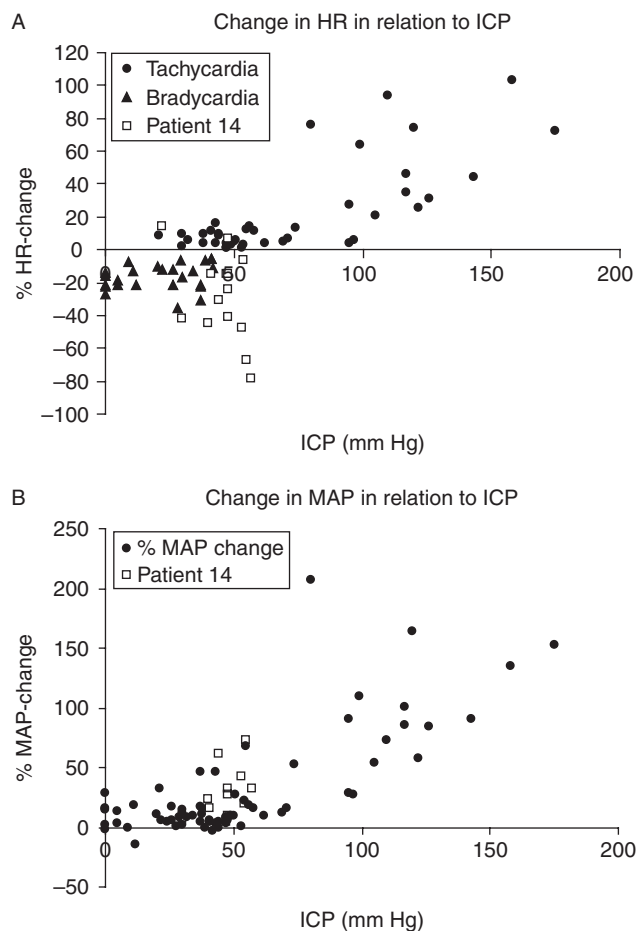 A
Change in HR in relation to ICP
120
100
80
60
40
20
0
–20
–40
–60
–80
–100
% HR-change
Tachycardia
Bradycardia
Patient 14
0
50
100
150
200
ICP (mm Hg)
B
Change in MAP in relation to ICP
250
200
150
100
50
0
–50
% MAP-change
% MAP change
Patient 14
0
50
100
150
200
ICP (mm Hg)